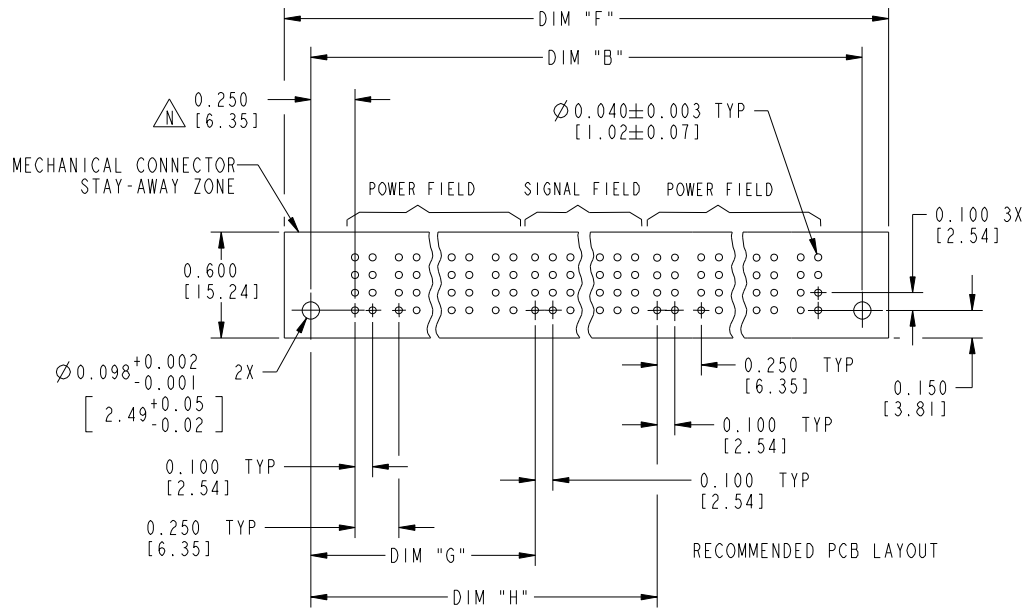 DIM "F"
DIM "B"
N
0.250
[6.35]
Ø0.040±0.003 TYP
[1.02±0.07]
MECHANICAL CONNECTOR
STAY-AWAY ZONE
POWER FIELD
SIGNAL FIELD
POWER FIELD
0.100 3X
[2.54]
0.600
[15.24]
Ø0.098 +0.002 -0.001 2X
[2.49 +0.05 -0.02]
0.250 TYP
[6.35]
0.150
[3.81]
0.100 TYP
[2.54]
0.100 TYP
[2.54]
0.100 TYP
[2.54]
0.250 TYP
[6.35]
DIM "G"
RECOMMENDED PCB LAYOUT
DIM "H"